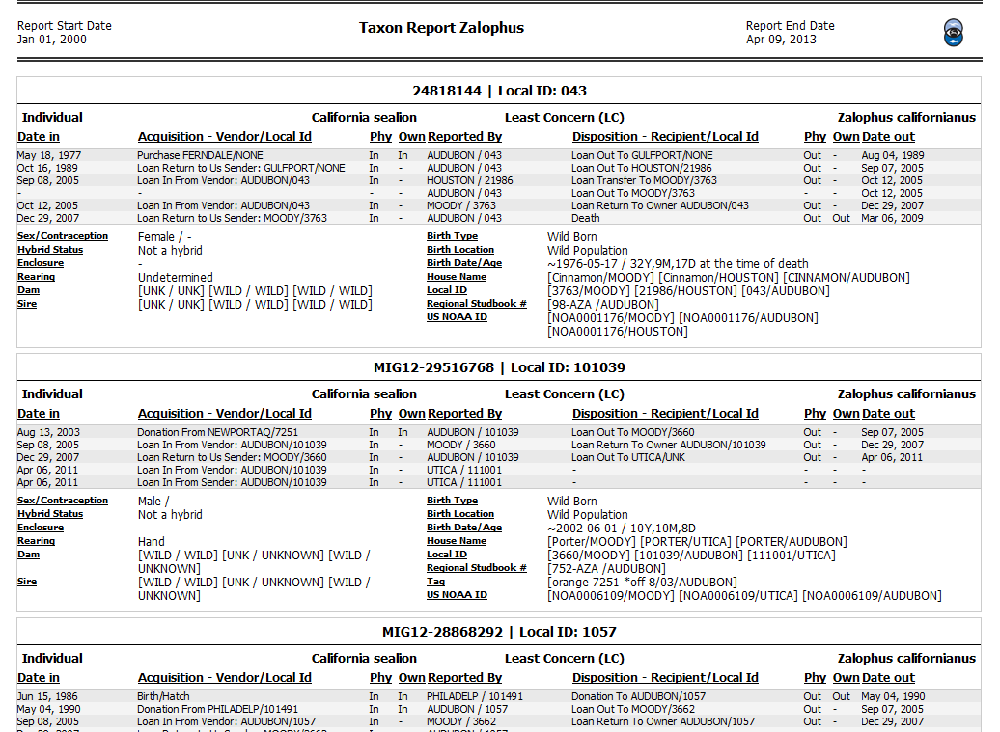 Report Start Date
Jan 01, 2000
Taxon Report Zalophus
Report End Date
Apr 09, 2013
24818144 | Local ID: 043
Individual California sealion Least Concern (LC) Zalophus californianus
Date in Acquisition - Vendor/Local Id Phy Own Reported By Disposition - Recipient/Local Id Phy Own Date out
May 18, 1977 Purchase FERNDALE/NONE In In AUDUBON / 043 Loan Out To GULFPORT/NONE Out - Aug 04, 1989
Oct 16, 1989 Loan Return to Us Sender: GULFPORT/NONE In - AUDUBON / 043 Loan Out To HOUSTON/21986 Out - Sep 07, 2005
Sep 08, 2005 Loan In From Vendor: AUDUBON/043 In - HOUSTON / 21986 Loan Transfer To MOODY/3763 Out - Oct 12, 2005
- - - - AUDUBON / 043 Loan Out To MOODY/3763 - - Oct 12, 2005
Oct 12, 2005 Loan In From Vendor: AUDUBON/043 In - MOODY / 3763 Loan Return To Owner AUDUBON/043 Out - Dec 29, 2007
Dec 29, 2007 Loan Return to Us Sender: MOODY/3763 In - AUDUBON / 043 Death Out Out Mar 06, 2009
Sex/Contraception Female / - Birth Type Wild Born
Hybrid Status Not a hybrid Birth Location Wild Population
Enclosure - Birth Date/Age ~1976-05-17 / 32Y,9M,17D at the time of death
Rearing Undetermined House Name [Cinnamon/MOODY] [Cinnamon/HOUSTON] [CINNAMON/AUDUBON]
Dam [UNK / UNK] [WILD / WILD] [WILD / WILD] Local ID [3763/MOODY] [21986/HOUSTON] [043/AUDUBON]
Sire [UNK / UNK] [WILD / WILD] [WILD / WILD] Regional Studbook # [98-AZA /AUDUBON]
US NOAA ID [NOA0001176/MOODY] [NOA0001176/AUDUBON]
[NOA0001176/HOUSTON]
MIG12-29516768 | Local ID: 101039
Individual California sealion Least Concern (LC) Zalophus californianus
Date in Acquisition - Vendor/Local Id Phy Own Reported By Disposition - Recipient/Local Id Phy Own Date out
Aug 13, 2003 Donation From NEWPORTAQ/7251 In In AUDUBON / 101039 Loan Out To MOODY/3660 Out - Sep 07, 2005
Sep 08, 2005 Loan In From Vendor: AUDUBON/101039 In - MOODY / 3660 Loan Return To Owner AUDUBON/101039 Out - Dec 29, 2007
Dec 29, 2007 Loan Return to Us Sender: MOODY/3660 In - AUDUBON / 101039 Loan Out To UTICA/UNK Out - Apr 06, 2011
Apr 06, 2011 Loan In From Vendor: AUDUBON/101039 In - UTICA / 111001 - - -
Apr 06, 2011 Loan In From Sender: AUDUBON/101039 In - UTICA / 111001 - - - -
Sex/Contraception Male / - Birth Type Wild Born
Hybrid Status Not a hybrid Birth Location Wild Population
Enclosure - Birth Date/Age ~2002-06-01 / 10Y,10M,8D
Rearing Hand House Name [Porter/MOODY] [PORTER/UTICA] [PORTER/AUDUBON]
Dam [WILD / WILD] [UNK / UNKNOWN] [WILD / Local ID [3660/MOODY] [101039/AUDUBON] [111001/UTICA]
UNKNOWN] Regional Studbook # [752-AZA /AUDUBON]
Sire [WILD / WILD] [UNK / UNKNOWN] [WILD / Tag [orange 7251 *off 8/03/AUDUBON]
UNKNOWN] US NOAA ID [NOA0006109/MOODY] [NOA0006109/UTICA] [NOA0006109/AUDUBON]
MIG12-28868292 | Local ID: 1057
Individual California sealion Least Concern (LC) Zalophus californianus
Date in Acquisition - Vendor/Local Id Phy Own Reported By Disposition - Recipient/Local Id Phy Own Date out
Jun 15, 1986 Birth/Hatch In In PHILADELP / 101491 Donation To AUDUBON/1057 Out Out May 04, 1990
May 04, 1990 Donation From PHILADELP/101491 In In AUDUBON / 1057 Loan Out To MOODY/3662 Out - Sep 07, 2005
Sep 08, 2005 Loan In From Vendor: AUDUBON/1057 In - MOODY / 3662 Loan Return To Owner AUDUBON/1057 Out - Dec 29, 2007